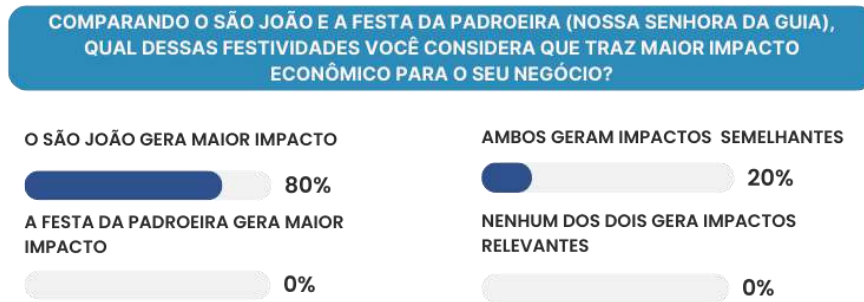 COMPARANDO O SÃO JOÃO E A FESTA DA PADROEIRA (NOSSA SENHORA DA GUIA),
QUAL DESSAS FESTIVIDADES VOCÊ CONSIDERA QUE TRAZ MAIOR IMPACTO
ECONÔMICO PARA O SEU NEGÓCIO?
O SÃO JOÃO GERA MAIOR IMPACTO
80%
A FESTA DA PADROEIRA GERA MAIOR
IMPACTO
0%
AMBOS GERAM IMPACTOS SEMELHANTES
20%
NENHUM DOS DOIS GERA IMPACTOS
RELEVANTES
0%